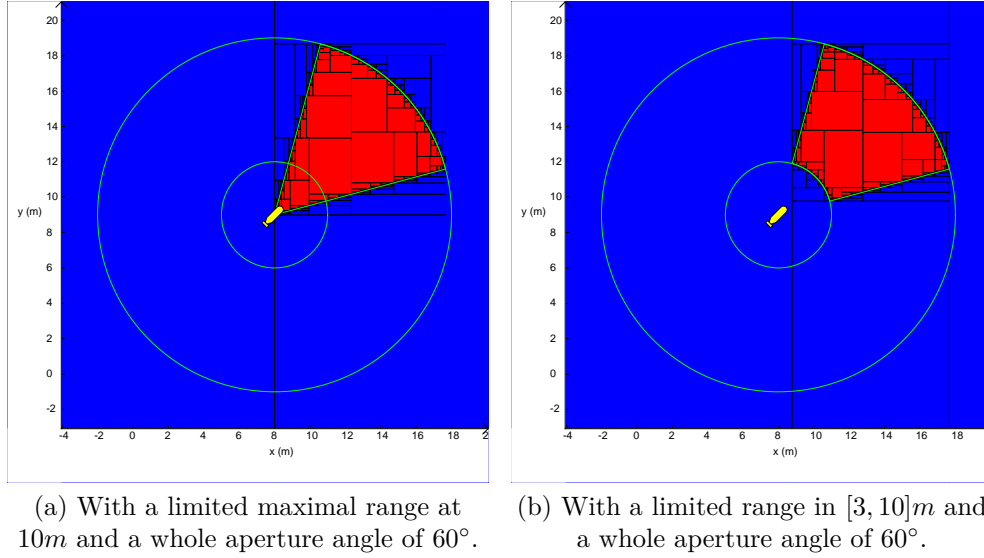 20
18
16
14
12
y (m) 10
8
6
4
2
0
-2
-4 -2 0 2 4 6 8 10 12 14 16 18 2
x (m)
20
18
16
14
12
y (m) 10
8
6
4
2
0
-2
-4 -2 0 2 4 6 8 10 12 14 16 18
x (m)
(a) With a limited maximal range at
10m and a whole aperture angle of 60°.
(b) With a limited range in [3, 10]m and
a whole aperture angle of 60°.